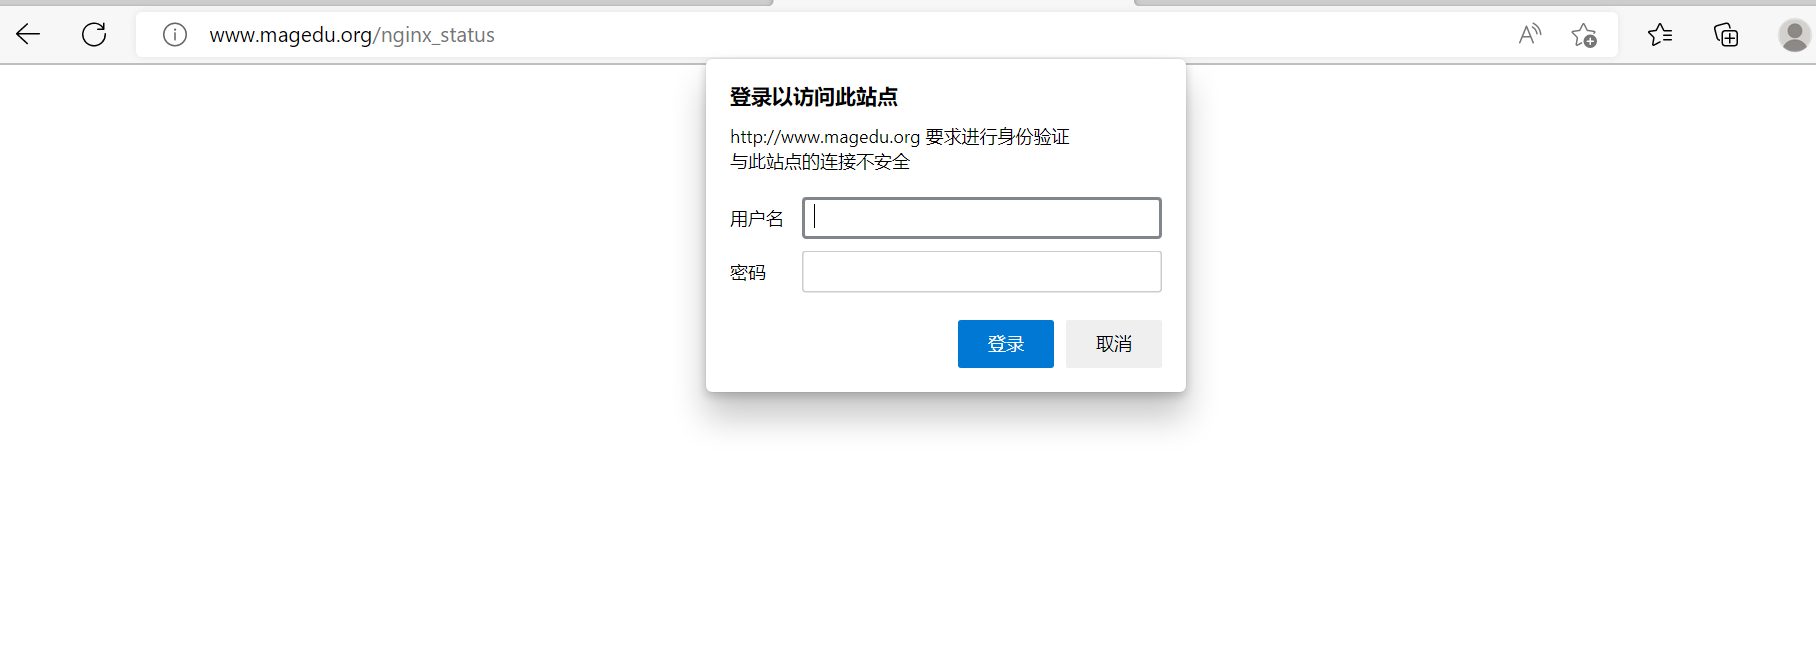 www.magedu.org/nginx_status
登录以访问此站点
http://www.magedu.org 要求进行身份验证
与此站点的连接不安全
用户名
密码
登录 取消